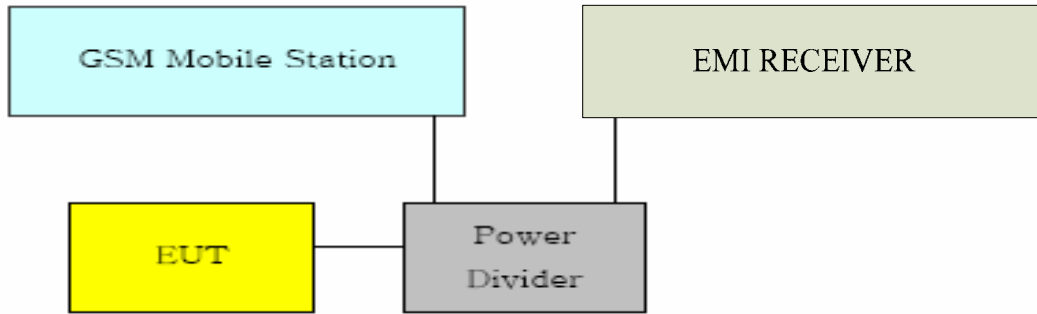 GSM Mobile Station
EMI RECEIVER
EUT
Power
Divider